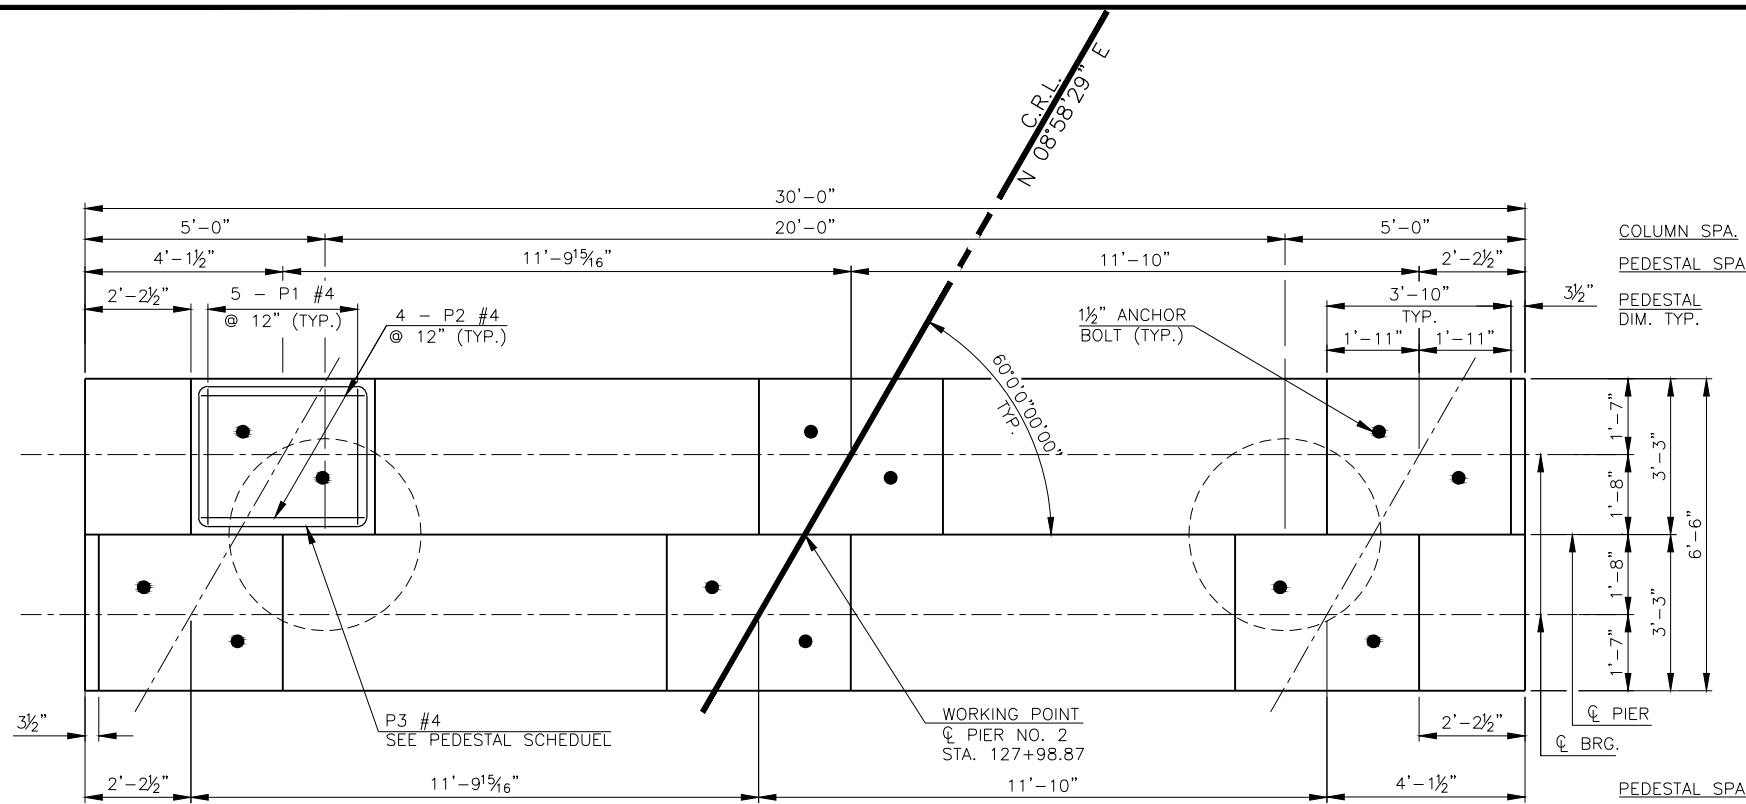 C.R.L.
N 08°58'29" E
30'-0"
5'-0"
20'-0"
5'-0"
COLUMN SPA.
4'-1½"
11'-9 15/16"
11'-10"
2'-2½"
PEDESTAL SPA
2'-2½"
5 - P1 #4
@ 12" (TYP.)
4 - P2 #4
@ 12" (TYP.)
1½" ANCHOR
BOLT (TYP.)
3'-10"
TYP.
3½"
PEDESTAL
DIM. TYP.
1'-11"
1'-11"
60°0'0"00'00"
TYP.
1'-7"
1'-8"
3'-3"
6'-6"
1'-8"
1'-7"
3'-3"
3½"
P3 #4
SEE PEDESTAL SCHEDUEL
WORKING POINT
℄ PIER NO. 2
STA. 127+98.87
2'-2½"
℄ PIER
℄ BRG.
2'-2½"
11'-9 15/16"
11'-10"
4'-1½"
PEDESTAL SPA